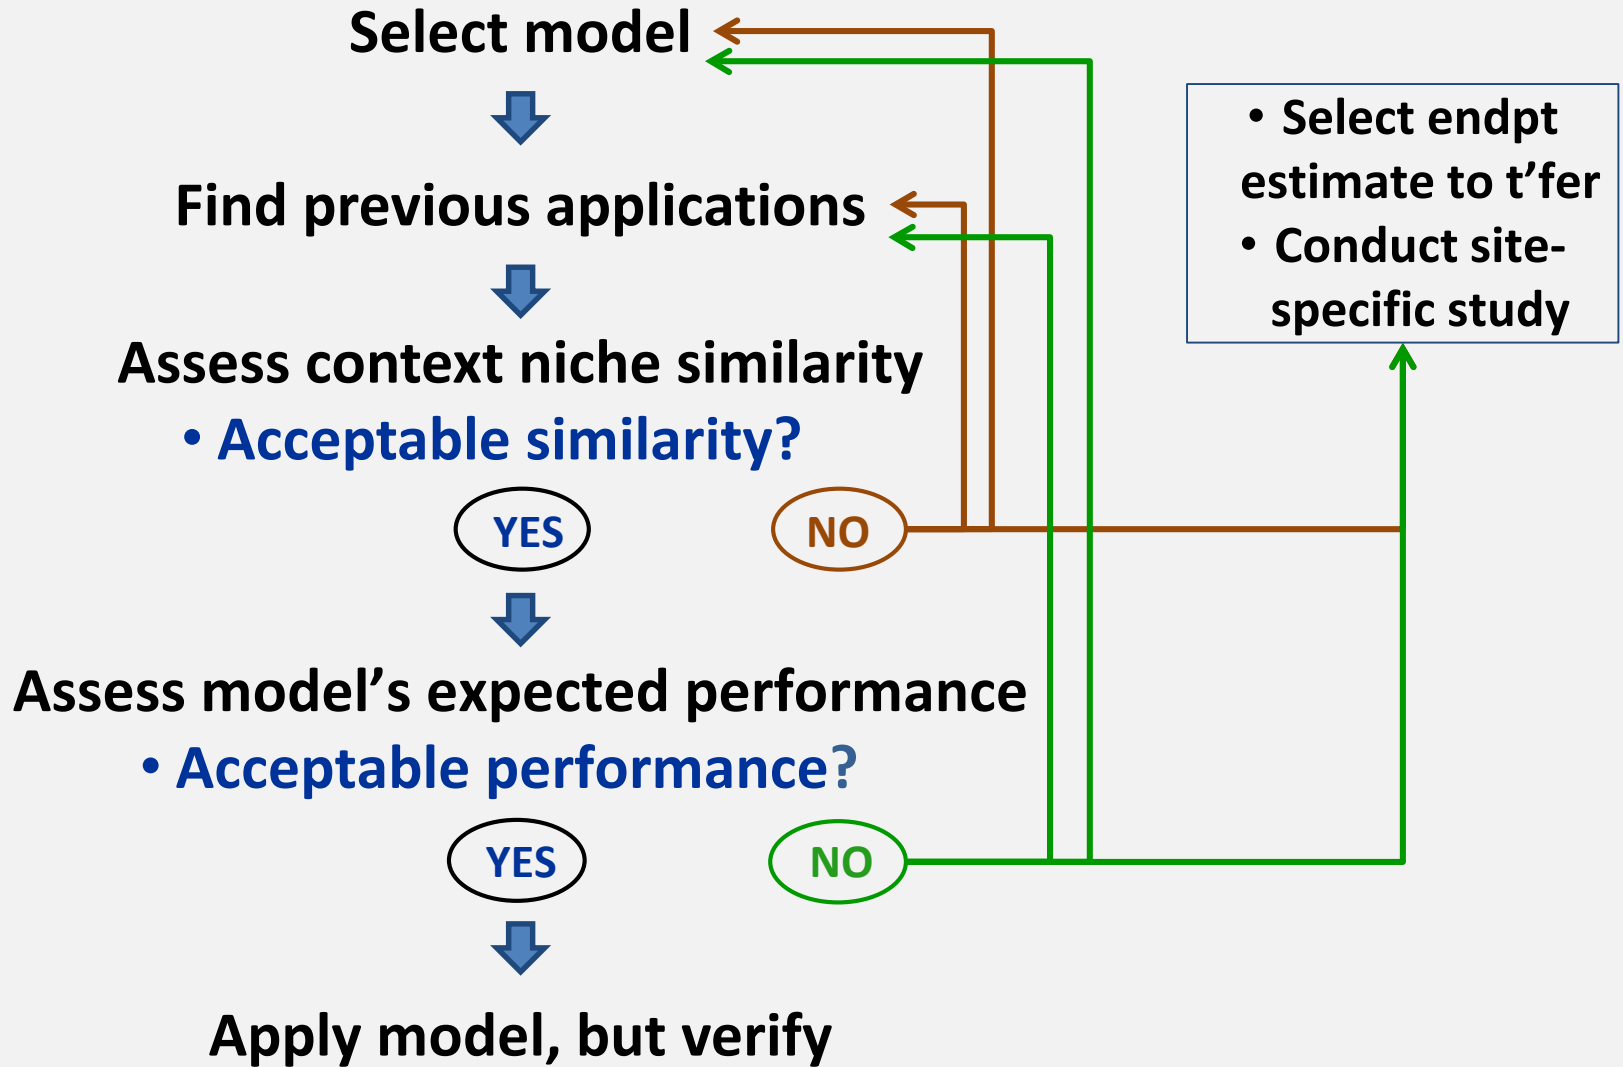 Select model
Find previous applications
Assess context niche similarity
• Acceptable similarity?
YES
NO
Assess model’s expected performance
• Acceptable performance?
YES
NO
Apply model, but verify
• Select endpt
estimate to t’fer
• Conduct site-
specific study